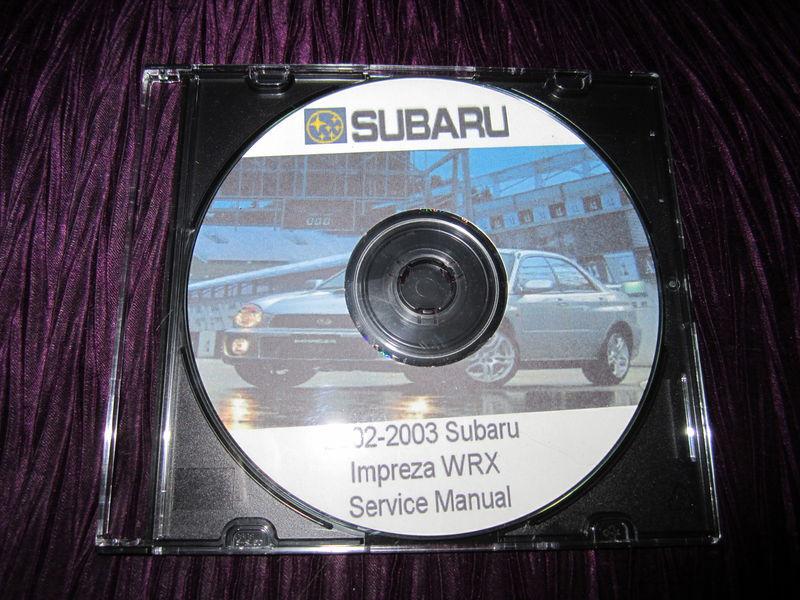 SUBARU
02-2003 Subaru
Impreza WRX
Service Manual